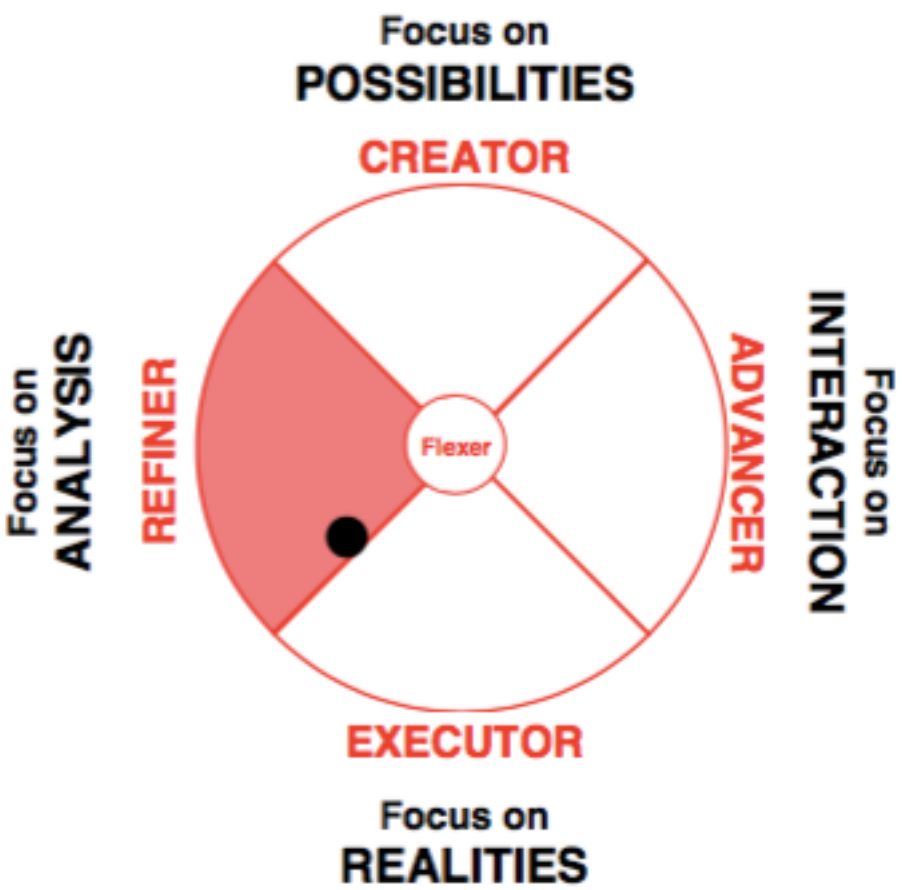 Focus on
POSSIBILITIES
CREATOR
Focus on
ANALYSIS
REFINER
Flexer
ADVANCER
INTERACTION
Focus on
EXECUTOR
Focus on
REALITIES